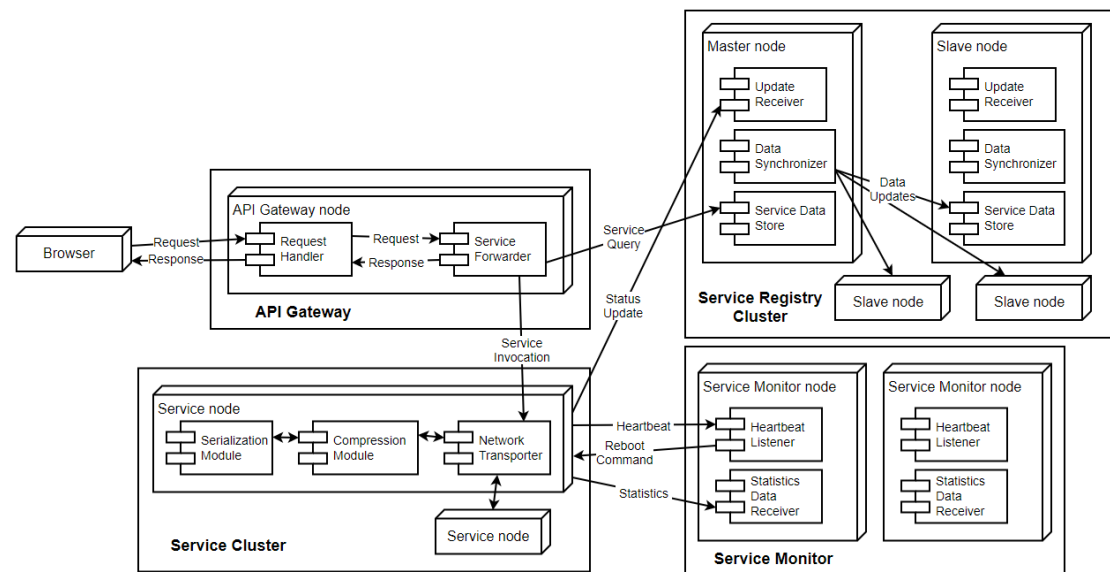 Browser
Request
Response
API Gateway node
Request
Handler
Request
Response
Service
Forwarder
API Gateway
Service
Query
Status
Update
Service
Invocation
Master node
Update
Receiver
Data
Synchronizer
Service Data
Store
Data
Updates
Slave node
Update
Receiver
Data
Synchronizer
Service Data
Store
Slave node
Slave node
Service Registry
Cluster
Service node
Serialization
Module
Compression
Module
Network
Transporter
Service node
Service Cluster
Heartbeat
Reboot
Command
Statistics
Service Monitor node
Heartbeat
Listener
Statistics
Data
Receiver
Service Monitor node
Heartbeat
Listener
Statistics
Data
Receiver
Service Monitor